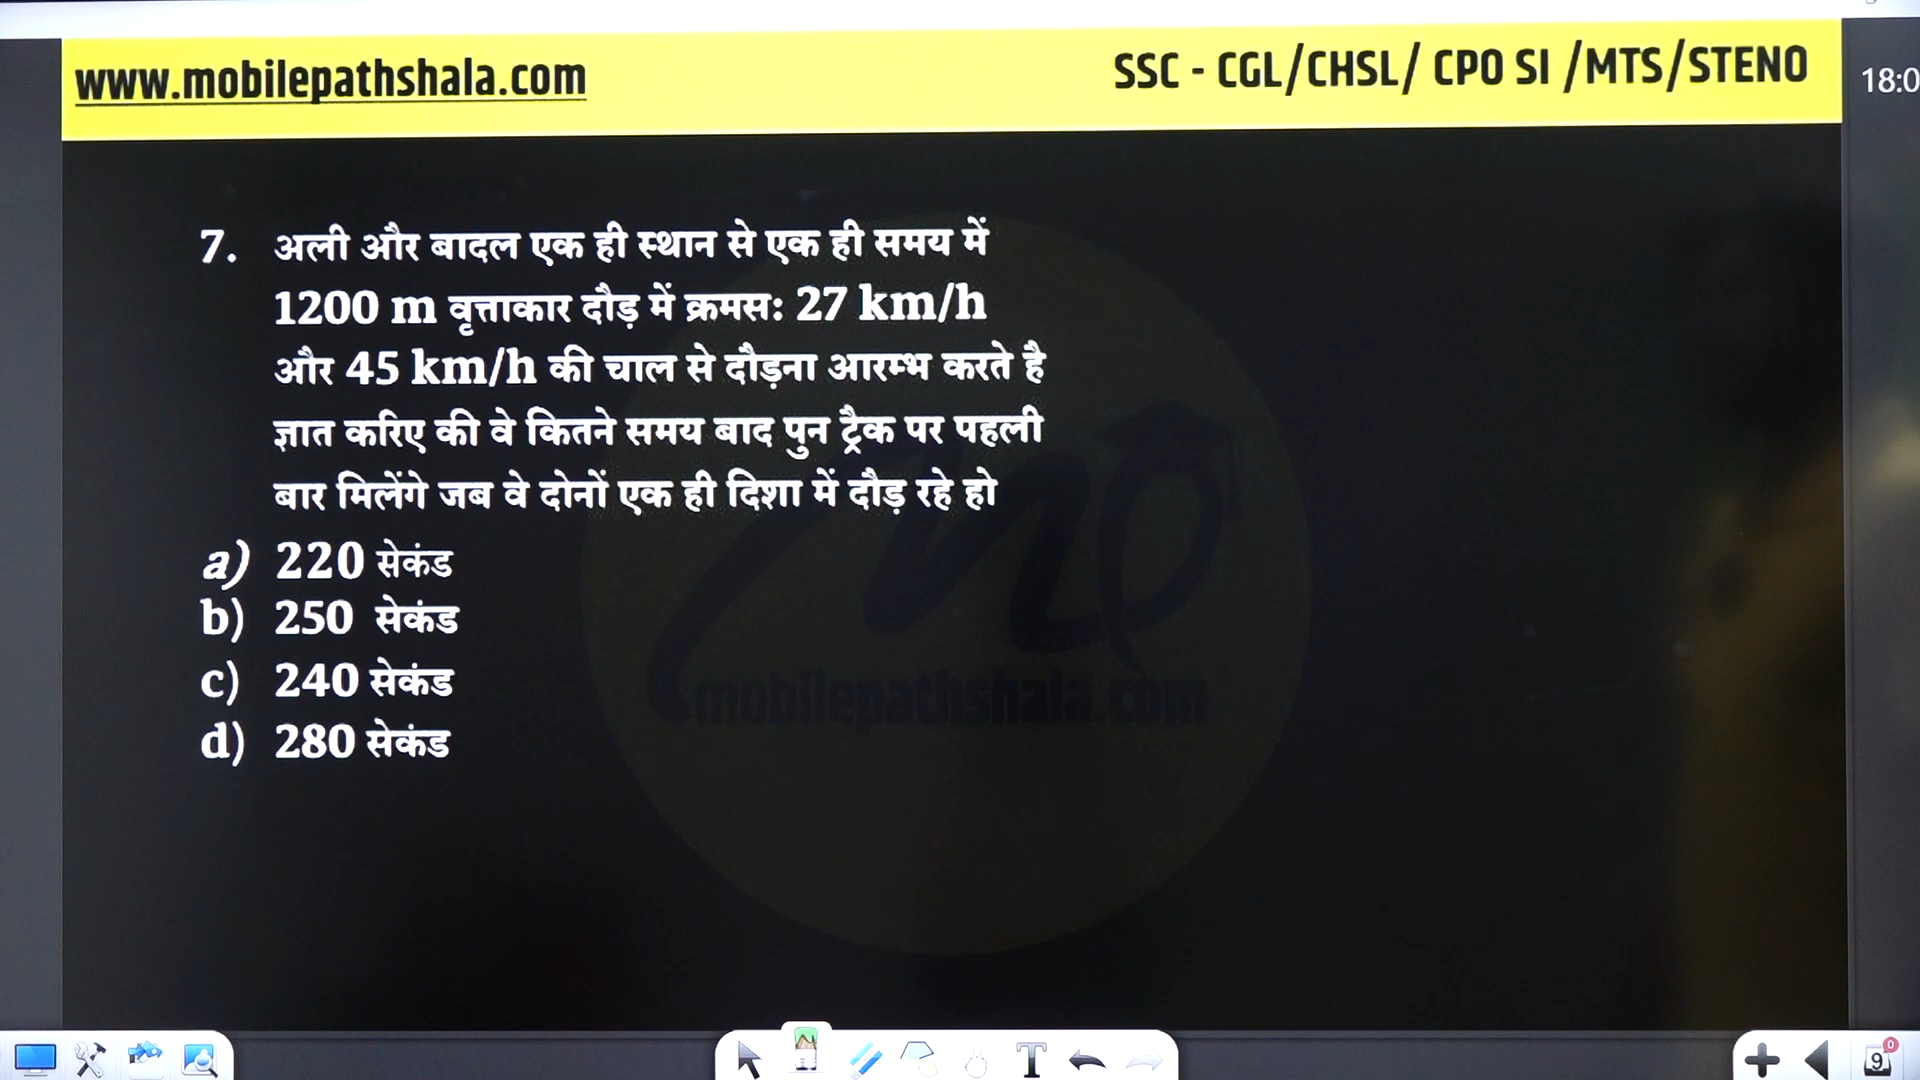 www.mobilepathshala.com
SSC - CGL/CHSL/ CPO SI /MTS/STENO
18:0
7. अली और बादल एक ही स्थान से एक ही समय में
1200 m वृत्ताकार दौड़ में क्रमस: 27 km/h
और 45 km/h की चाल से दौड़ना आरम्भ करते है
ज्ञात करिए की वे कितने समय बाद पुन ट्रैक पर पहली
बार मिलेंगे जब वे दोनों एक ही दिशा में दौड़ रहे हो
a) 220 सेकंड
b) 250 सेकंड
c) 240 सेकंड
d) 280 सेकंड
mobilepathshala.com
T
9
0